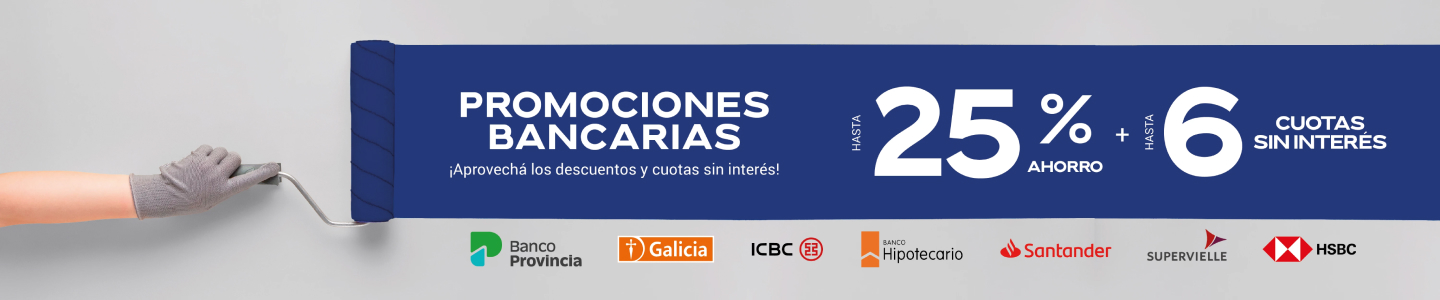 PROMOCIONES
BANCARIAS
¡Aprovechá los descuentos y cuotas sin interés!
HASTA
25%
AHORRO
+
HASTA
6
CUOTAS
SIN INTERÉS
Banco
Provincia
Galicia
ICBC
BANCO
Hipotecario
Santander
SUPERVIELLE
HSBC